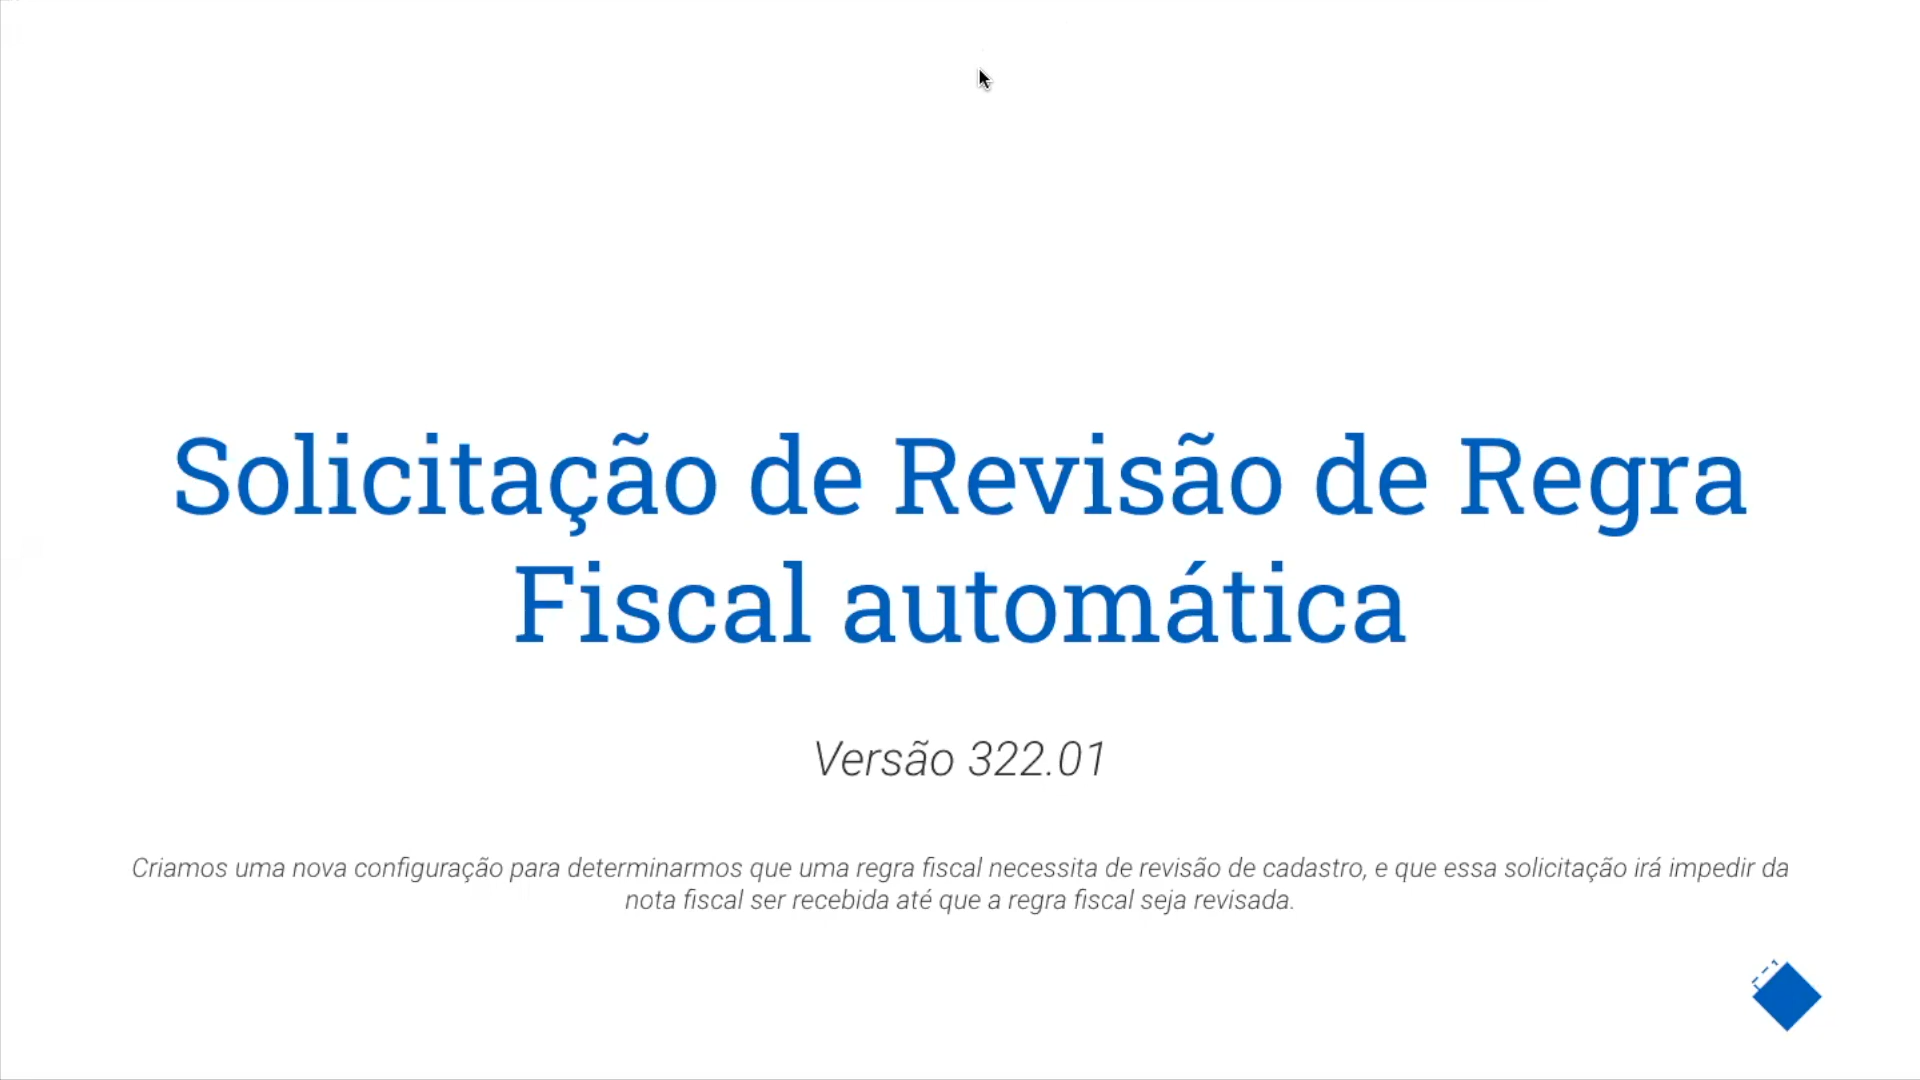 Solicitação de Revisão de Regra
Fiscal automática
Versão 322.01
Criamos uma nova configuração para determinarmos que uma regra fiscal necessita de revisão de cadastro, e que essa solicitação irá impedir da
nota fiscal ser recebida até que a regra fiscal seja revisada.